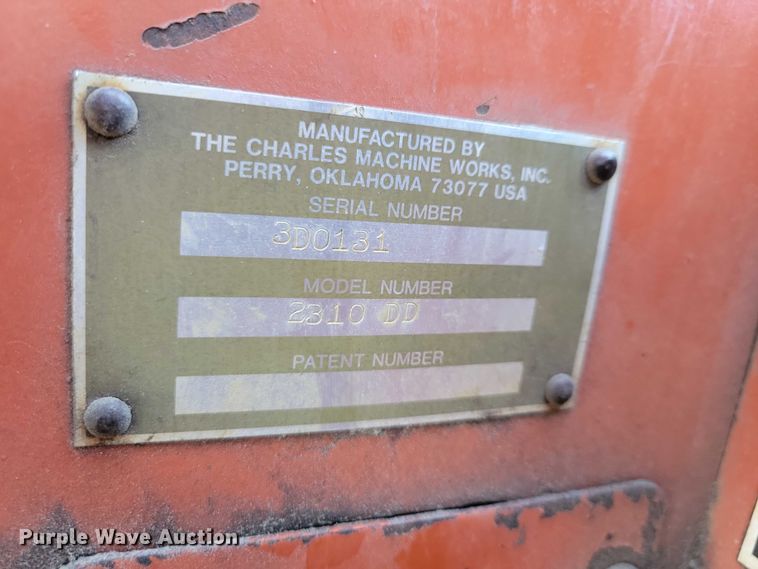 MANUFACTURED BY
THE CHARLES MACHINE WORKS, INC.
PERRY, OKLAHOMA 73077 USA
SERIAL NUMBER
3D0131
MODEL NUMBER
2310 DD
PATENT NUMBER
Purple Wave Auction®